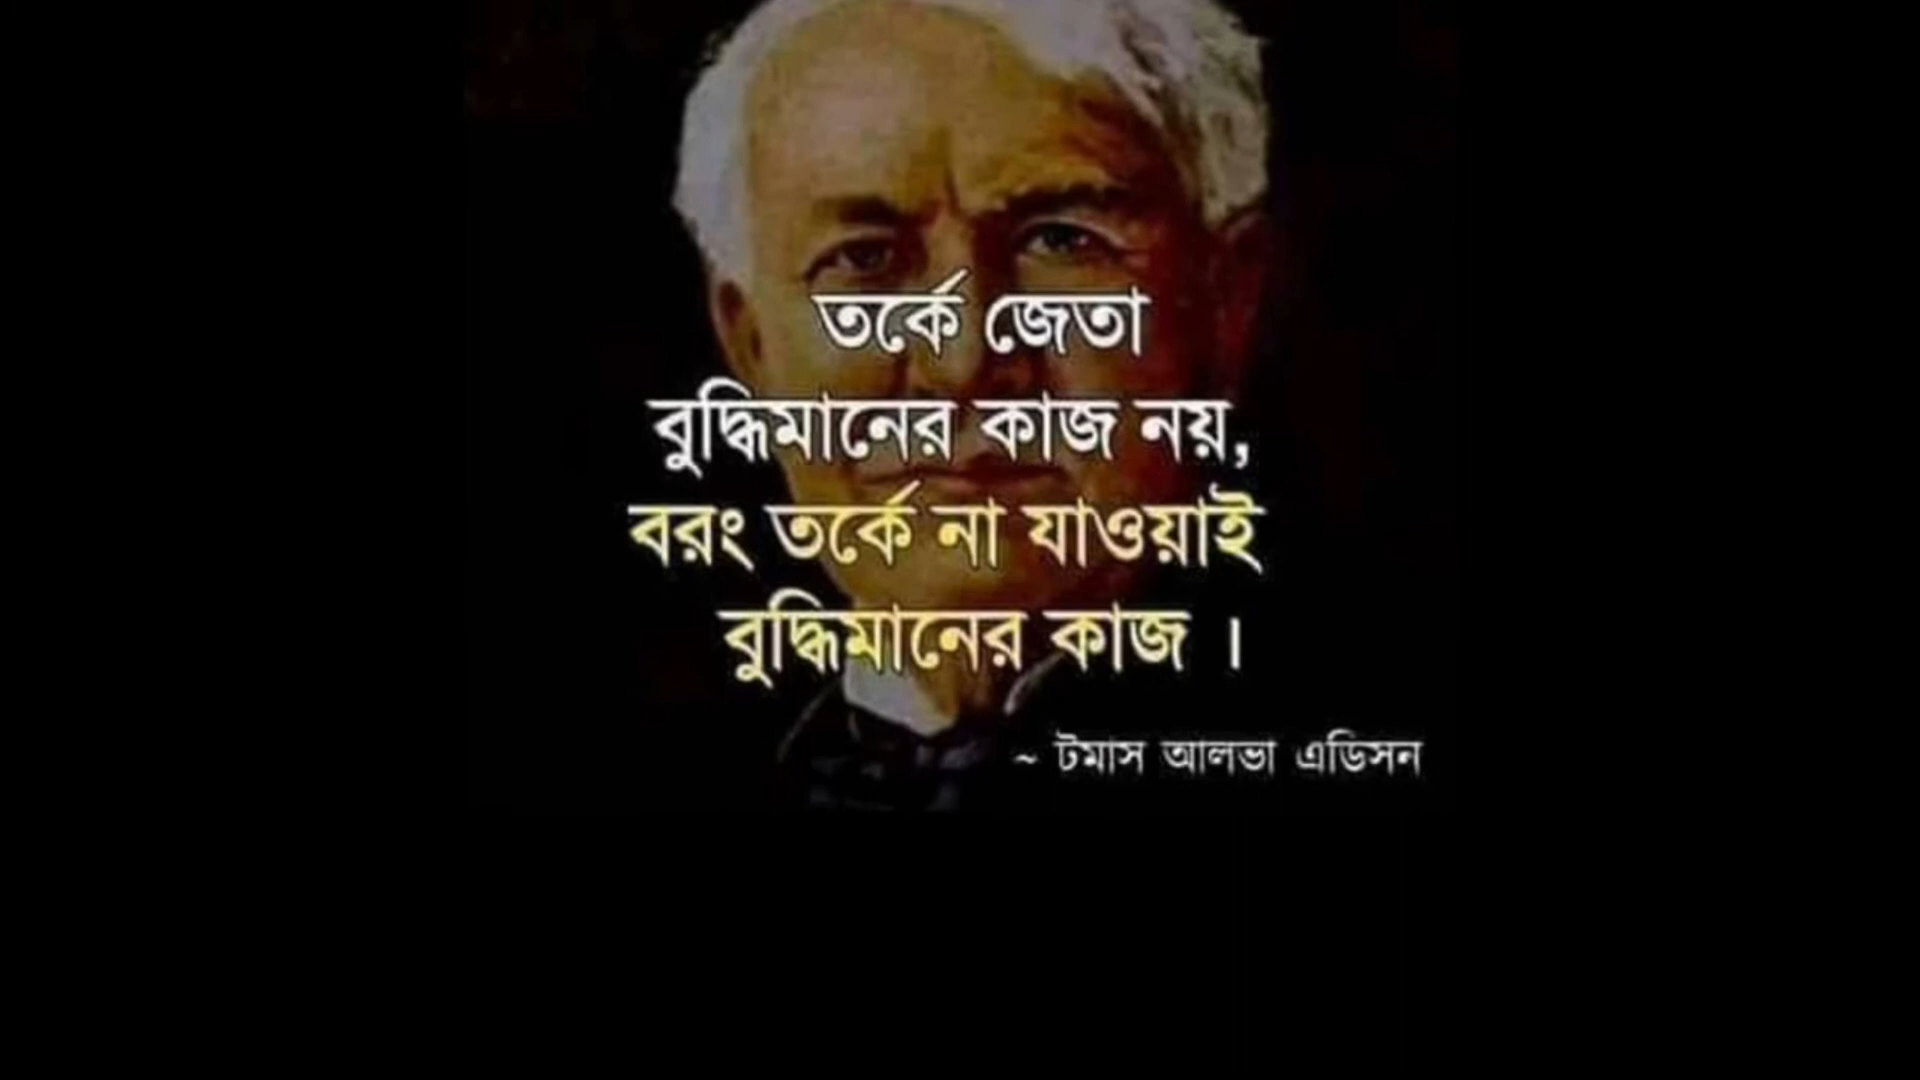 তর্কে জেতা
বুদ্ধিমানের কাজ নয়,
বরং তর্কে না যাওয়াই
বুদ্ধিমানের কাজ ।
~ টমাস আলভা এডিসন